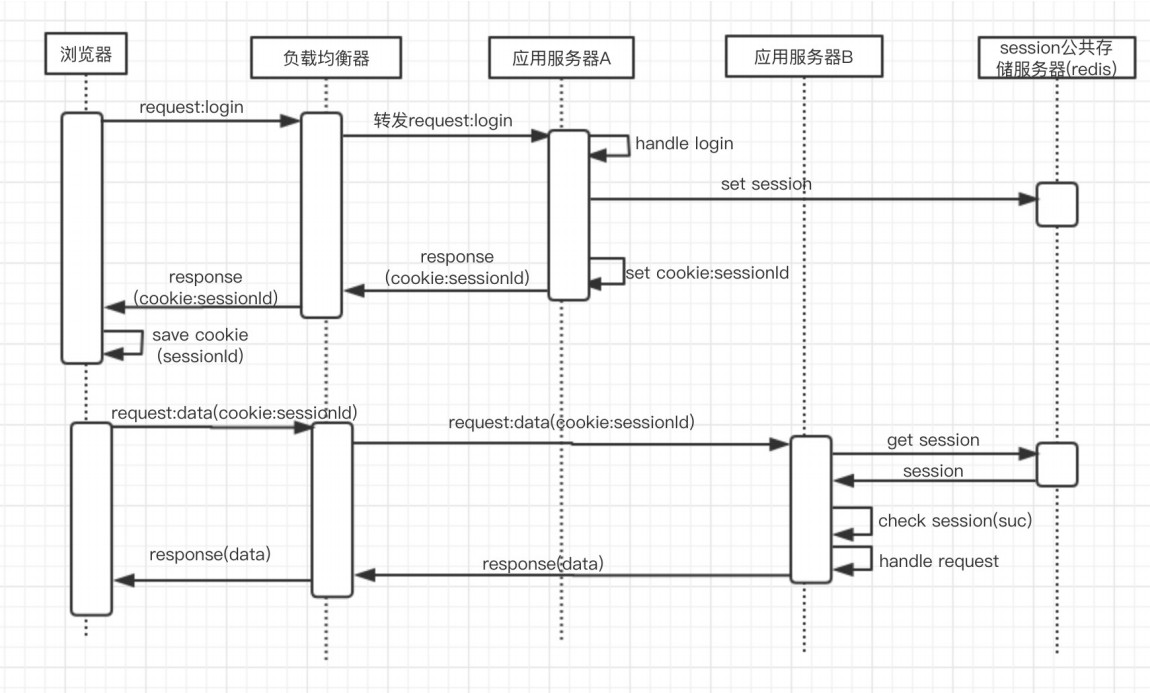 浏览器
负载均衡器
应用服务器A
应用服务器B
session公共存
储服务器(redis)
request:login
转发request:login
handle login
set session
response
(cookie:sessionId)
set cookie:sessionId
response
(cookie:sessionId)
save cookie
(sessionId)
request:data(cookie:sessionId)
request:data(cookie:sessionId)
get session
session
check session(suc)
handle request
response(data)
response(data)